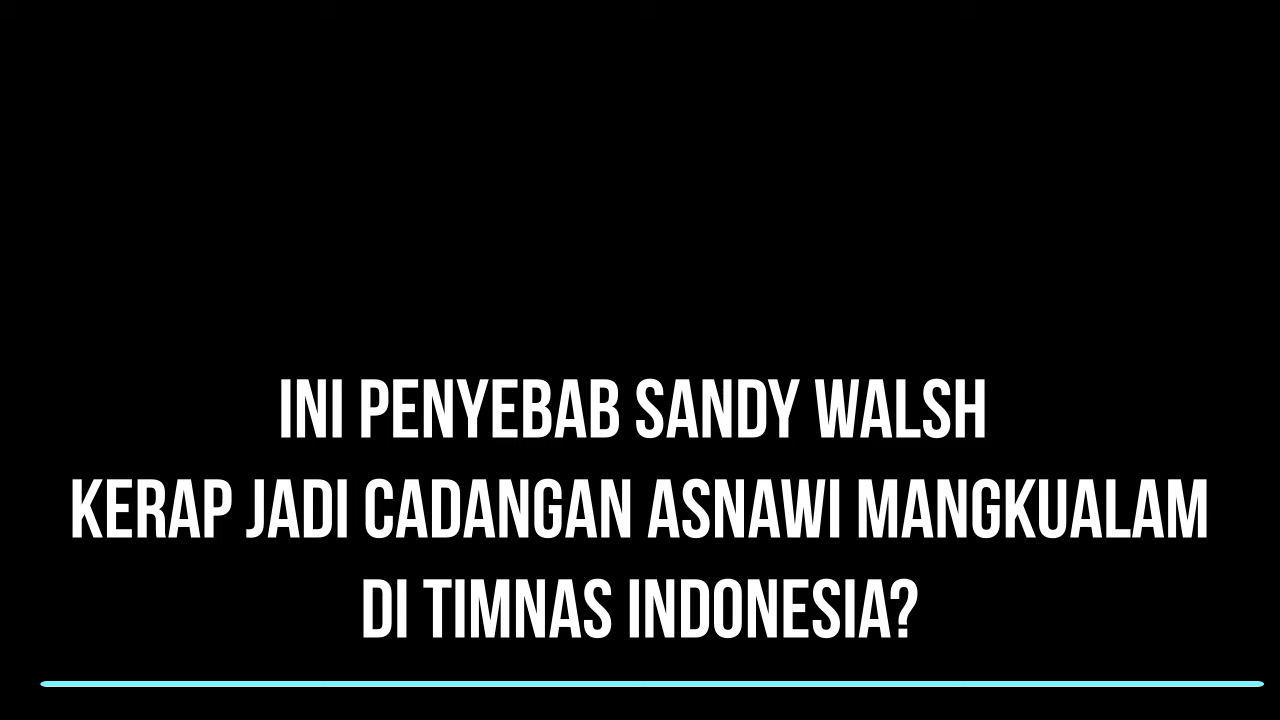 INI PENYEBAB SANDY WALSH
KERAP JADI CADANGAN ASNAWI MANGKUALAM
DI TIMNAS INDONESIA?